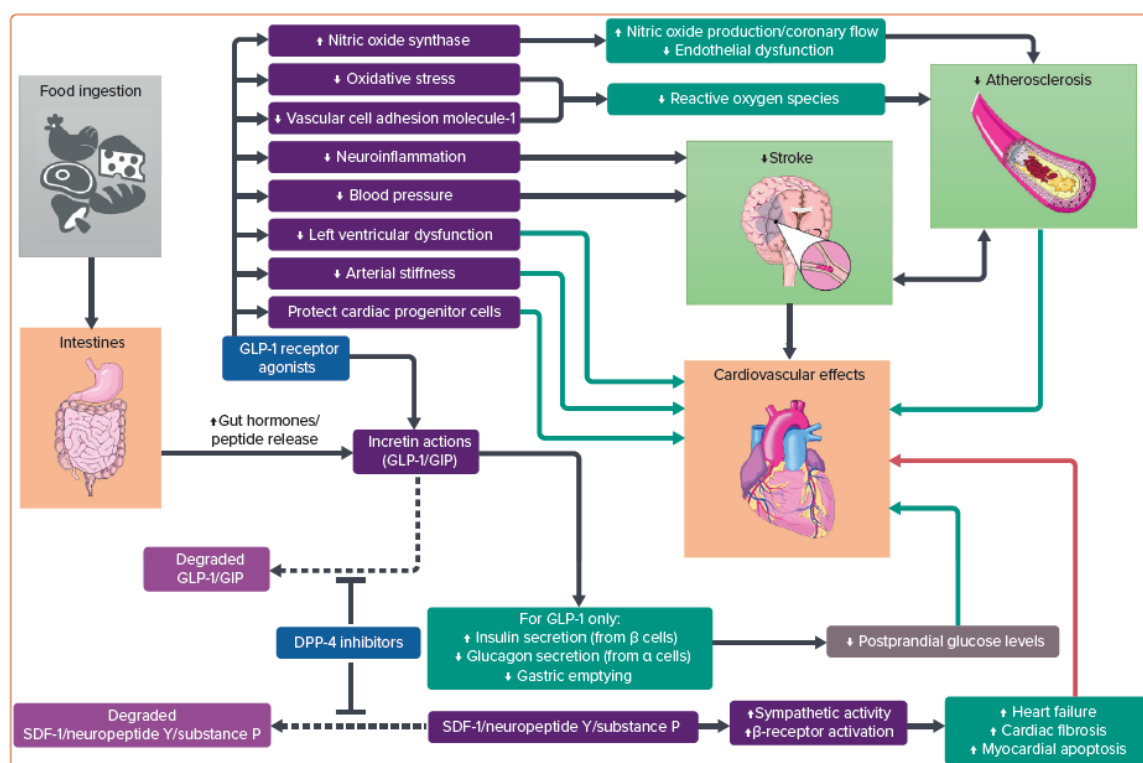 Food ingestion
↑ Nitric oxide synthase
↓ Oxidative stress
↓ Vascular cell adhesion molecule-1
↓ Neuroinflammation
↓ Blood pressure
↓ Left ventricular dysfunction
↓ Arterial stiffness
Protect cardiac progenitor cells
GLP-1 receptor
agonists
↑ Nitric oxide production/coronary flow
↓ Endothelial dysfunction
↓ Reactive oxygen species
↓ Atherosclerosis
↓Stroke
Intestines
↑Gut hormones/
peptide release
Incretin actions
(GLP-1/GIP)
Cardiovascular effects
Degraded
GLP-1/GIP
DPP-4 inhibitors
For GLP-1 only:
↑ Insulin secretion (from β cells)
↓ Glucagon secretion (from α cells)
↓ Gastric emptying
↓ Postprandial glucose levels
Degraded
SDF-1/neuropeptide Y/substance P
SDF-1/neuropeptide Y/substance P
↑Sympathetic activity
↑β-receptor activation
↑ Heart failure
↑ Cardiac fibrosis
↑ Myocardial apoptosis